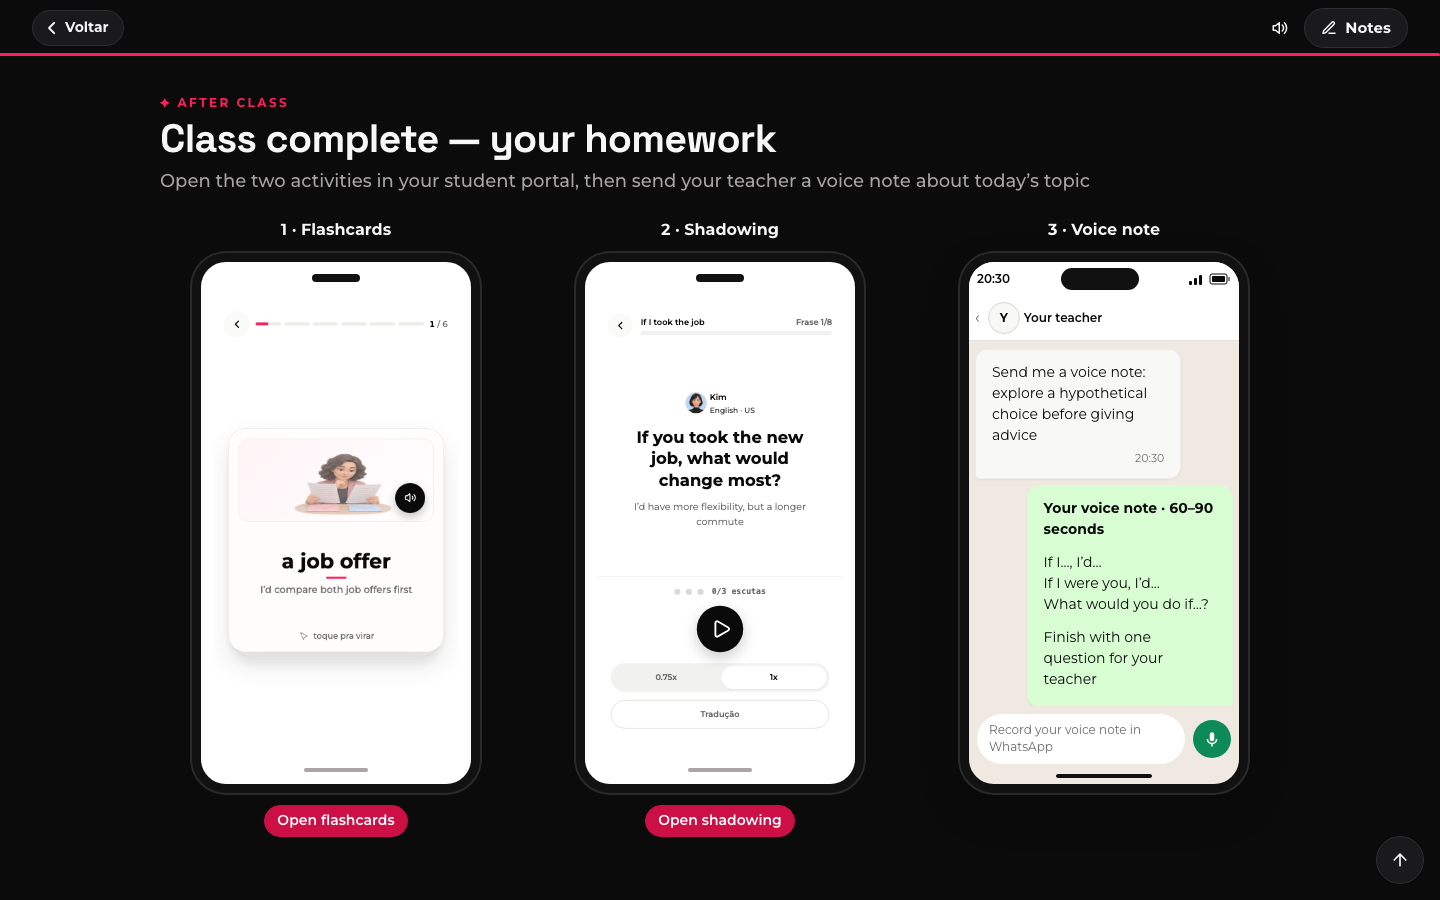 Voltar
Notes
AFTER CLASS
Class complete — your homework
Open the two activities in your student portal, then send your teacher a voice note about today's topic
1 · Flashcards
1 / 6
a job offer
I'd compare both job offers first
toque pra virar
Open flashcards
2 · Shadowing
If I took the job
Frase 1/8
Kim
English · US
If you took the new
job, what would
change most?
I'd have more flexibility, but a longer
commute
0/3 escutas
0.75x
1x
Tradução
Open shadowing
3 · Voice note
20:30
Y
Your teacher
Send me a voice note:
explore a hypothetical
choice before giving
advice
20:30
Your voice note · 60–90
seconds
If I..., I'd...
If I were you, I'd...
What would you do if...?
Finish with one
question for your
teacher
Record your voice note in
WhatsApp